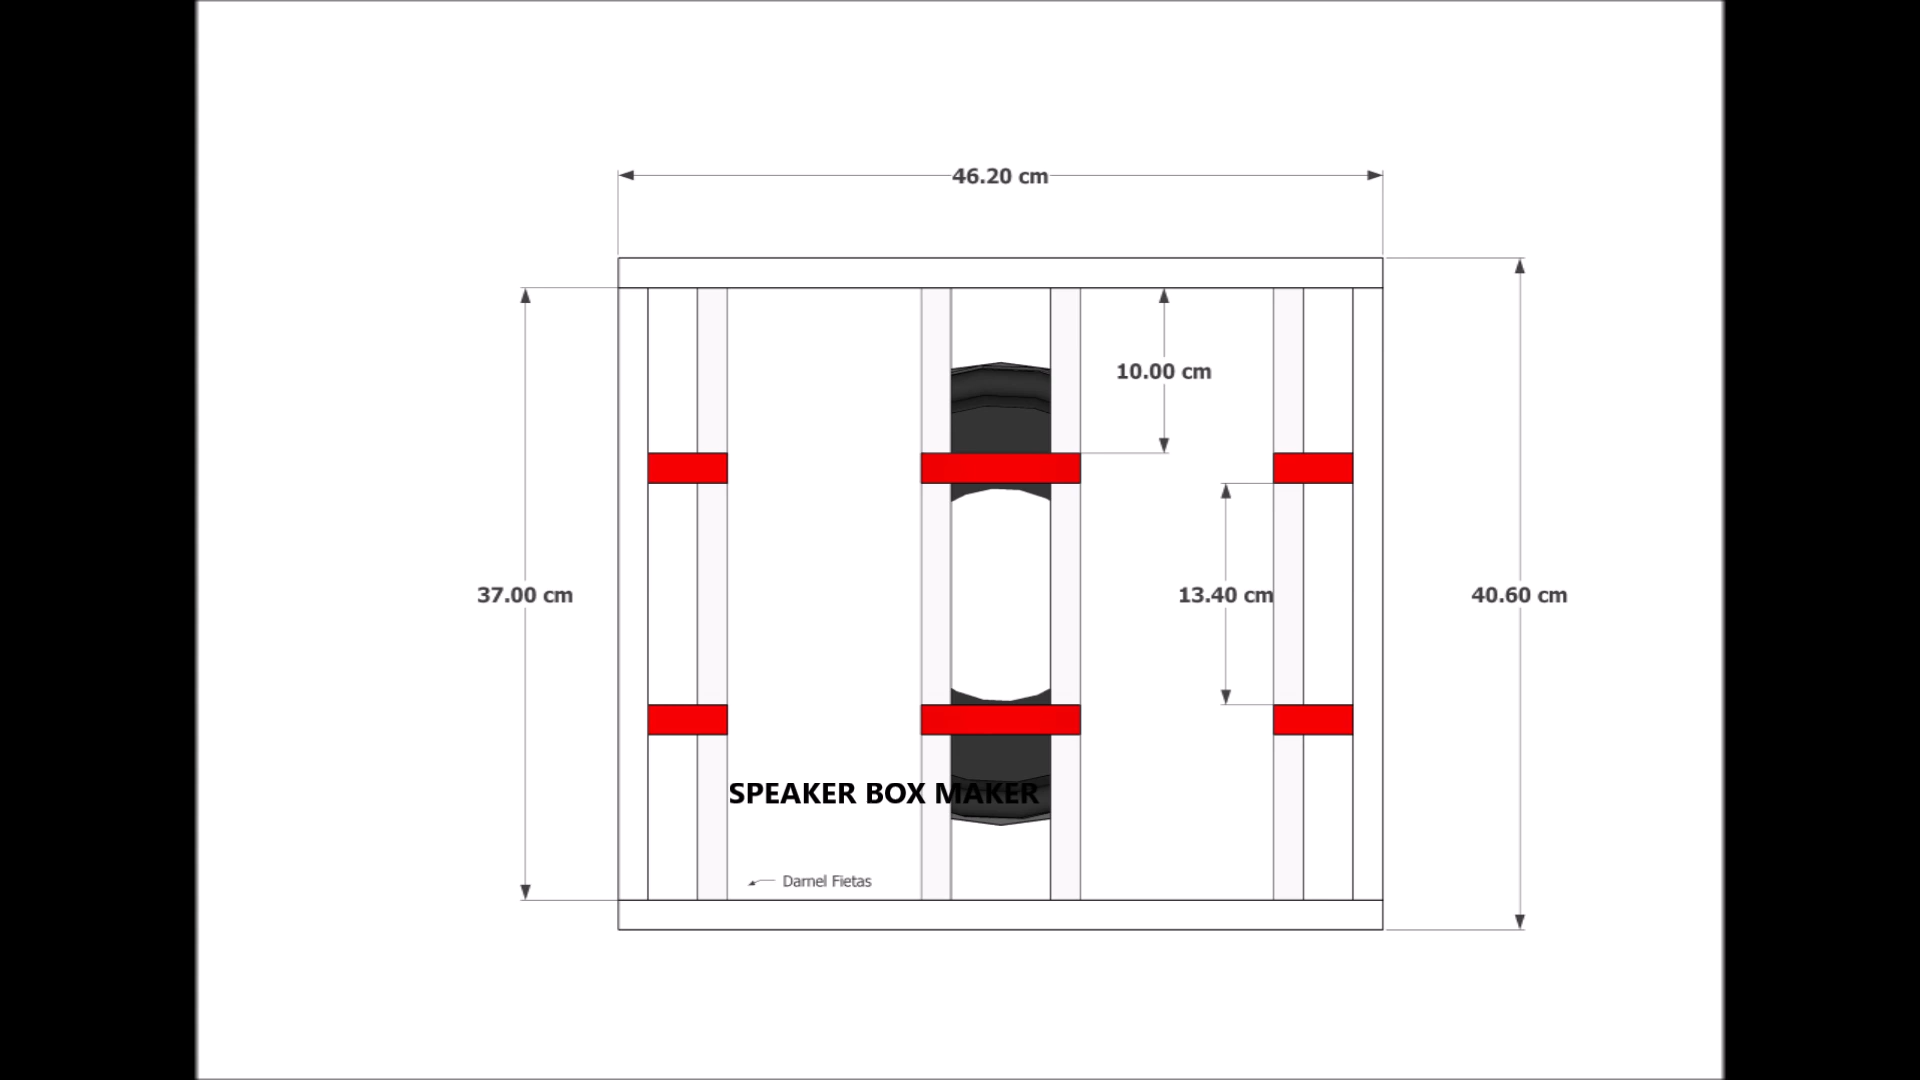 46.20 cm
10.00 cm
37.00 cm
13.40 cm
40.60 cm
SPEAKER BOX MAKER
Darnel Fietas